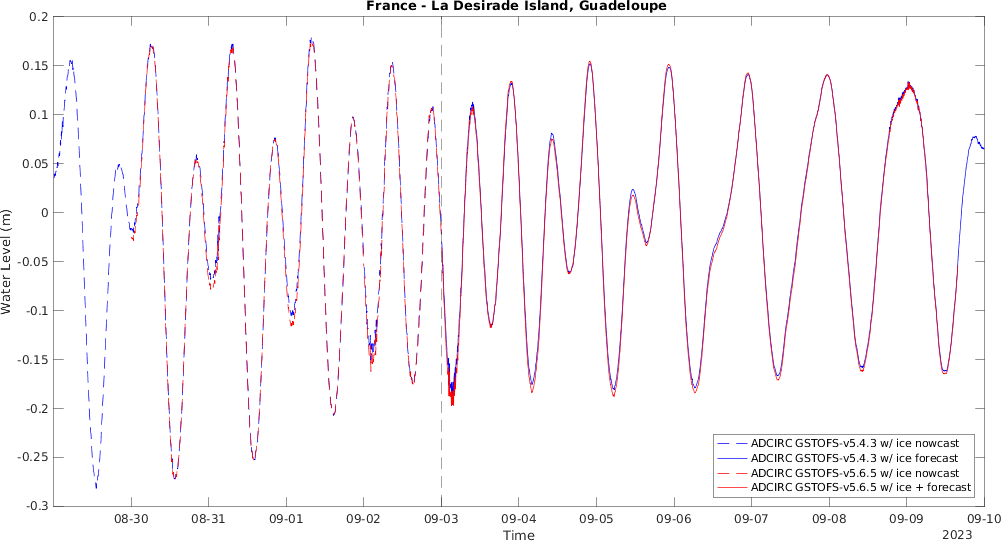 France - La Desirade Island, Guadeloupe
0.2
0.15
0.1
0.05
0
-0.05
-0.1
-0.15
-0.2
-0.25
-0.3
Water Level (m)
ADCIRC GSTOFS-v5.4.3 w/ ice nowcast
ADCIRC GSTOFS-v5.4.3 w/ ice forecast
ADCIRC GSTOFS-v5.6.5 w/ ice nowcast
ADCIRC GSTOFS-v5.6.5 w/ ice + forecast
08-30 08-31 09-01 09-02 09-03 09-04 09-05 09-06 09-07 09-08 09-09 09-10
Time
2023